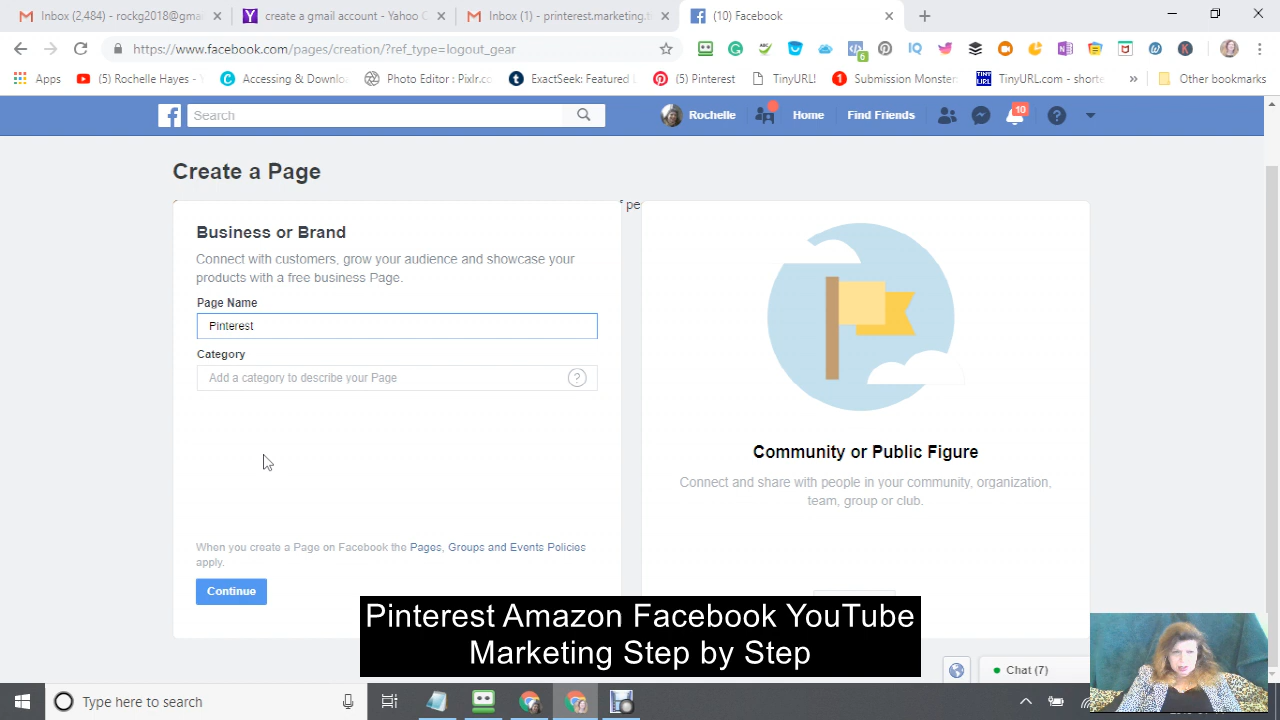 Inbox (2,484) - rockg2018@gma
create a gmail account - Yahoo
Inbox (1) - printerest.marketing.t
(10) Facebook
https://www.facebook.com/pages/creation/?ref_type=logout_gear
6
Apps
(5) Rochelle Hayes -
Accessing & Downlo
Photo Editor : Pixlr.co
ExactSeek: Featured
(5) Pinterest
TinyURL!
Submission Monster
TinyURL.com - shorte
Other bookmarks
Search
Rochelle
Home
Find Friends
10
Create a Page
f pe
Business or Brand
Connect with customers, grow your audience and showcase your
products with a free business Page.
Page Name
Pinterest
Category
Add a category to describe your Page
?
When you create a Page on Facebook the Pages, Groups and Events Policies
apply.
Continue
Community or Public Figure
Connect and share with people in your community, organization,
team, group or club.
Pinterest Amazon Facebook YouTube
Marketing Step by Step
Chat (7)
Type here to search